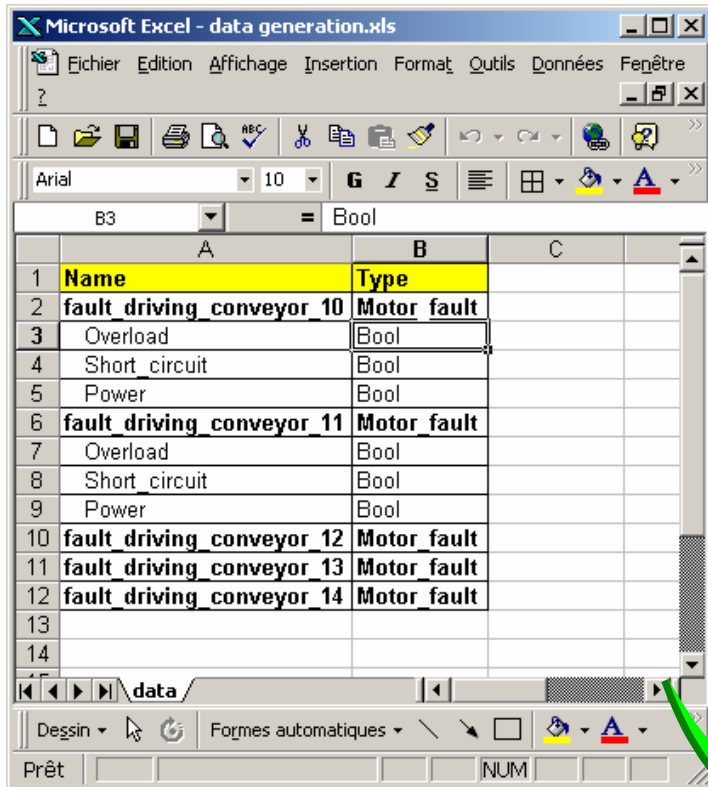 Microsoft Excel - data generation.xls
Fichier Edition Affichage Insertion Format Outils Données Fenêtre
?
ABC
Arial 10 G I S A
B3 = Bool
A B C
1 Name Type
2 fault_driving_conveyor_10 Motor_fault
3 Overload Bool
4 Short_circuit Bool
5 Power Bool
6 fault_driving_conveyor_11 Motor_fault
7 Overload Bool
8 Short_circuit Bool
9 Power Bool
10 fault_driving_conveyor_12 Motor_fault
11 fault_driving_conveyor_13 Motor_fault
12 fault_driving_conveyor_14 Motor_fault
13
14
data
Dessin Formes automatiques A
Prêt NUM